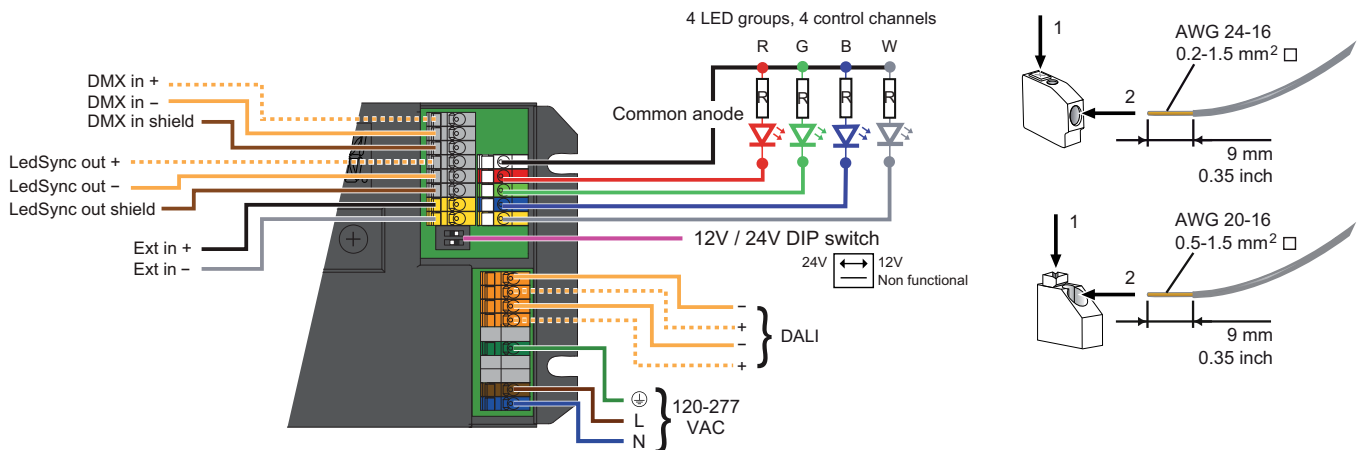 4 LED groups, 4 control channels
R G B W
R R R R
Common anode
DMX in +
DMX in –
DMX in shield
LedSync out +
LedSync out –
LedSync out shield
Ext in +
Ext in –
12V / 24V DIP switch
24V 12V
Non functional
–
+
–
+
DALI
L
N
120-277
VAC
1
AWG 24-16
0.2-1.5 mm²
2
9 mm
0.35 inch
1
AWG 20-16
0.5-1.5 mm²
2
9 mm
0.35 inch